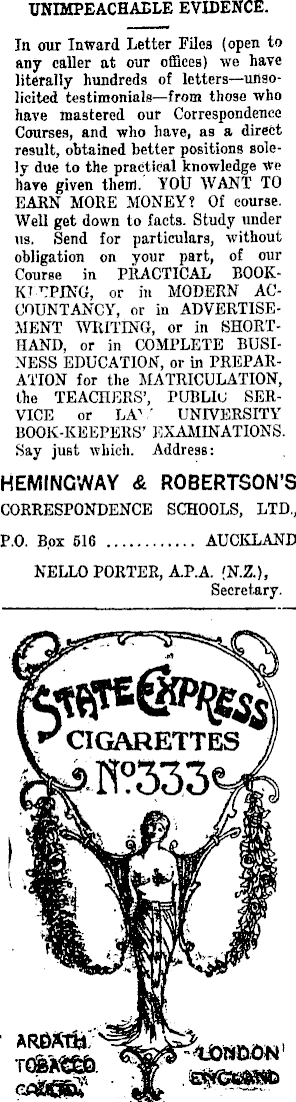 UNIMPEACHABLE EVIDENCE.
In our Inward Letter Files (open to
any caller at our offices) we have
literally hundreds of letters—unso-
licited testimonials—from those who
have mastered our Correspondence
Courses, and who have, as a direct
result, obtained better positions sole-
ly due to the practical knowledge we
have given them. YOU WANT TO
EARN MORE MONEY? Of course.
Well get down to facts. Study under
us. Send for particulars, without
obligation on your part, of our
Course in PRACTICAL BOOK-
KEEPING, or in MODERN AC-
COUNTANCY, or in ADVERTISE-
MENT WRITING, or in SHORT-
HAND, or in COMPLETE BUSI-
NESS EDUCATION, or in PREPAR-
ATION for the MATRICULATION,
the TEACHERS', PUBLIC SER-
VICE or LAW UNIVERSITY
BOOK-KEEPERS' EXAMINATIONS.
Say just which. Address:
HEMINGWAY & ROBERTSON'S
CORRESPONDENCE SCHOOLS, LTD.,
P.O. Box 516 ............ AUCKLAND
NELLO PORTER, A.P.A. (N.Z.),
Secretary.
STATE EXPRESS
CIGARETTES
No. 333
ARDATH
TOBACCO
CO. LTD.
LONDON
ENGLAND